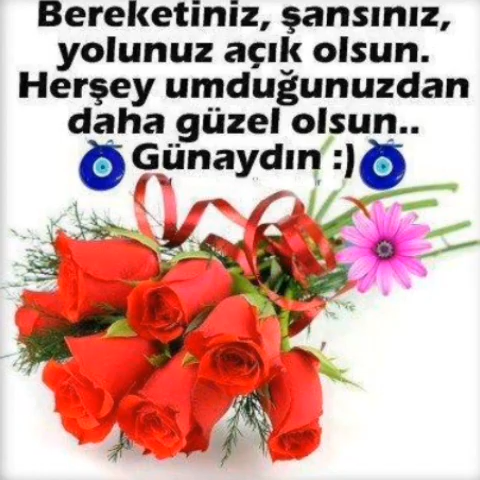 Bereketiniz, şansınız,
yolunuz açık olsun.
Herşey umduğunuzdan
daha güzel olsun..
Günaydın :)